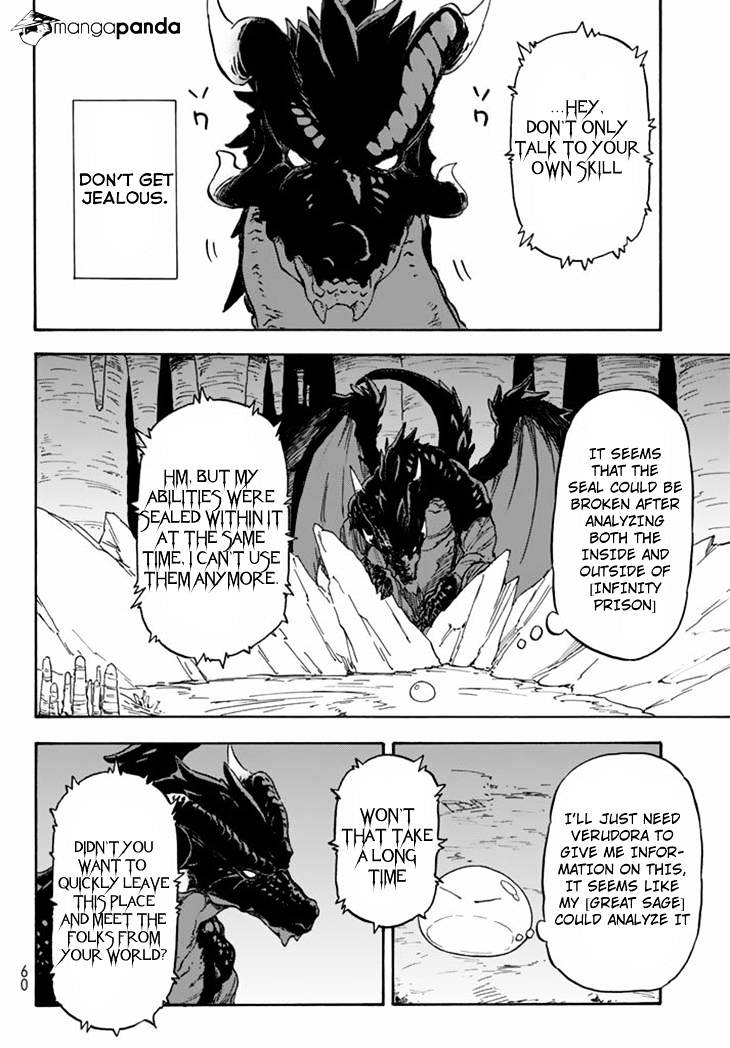 mangapanda
...HEY,
DON'T ONLY
TALK TO YOUR
OWN SKILL
ウ
ウ
DON'T GET
JEALOUS.
IT SEEMS
THAT THE
SEAL COULD BE
BROKEN AFTER
ANALYZING
BOTH THE
INSIDE AND
OUTSIDE OF
[INFINITY
PRISON]
HM, BUT MY
ABILITIES WERE
SEALED WITHIN IT
AT THE SAME
TIME, I CAN'T USE
THEM ANYMORE.
I'LL JUST NEED
VERUDORA TO
GIVE ME INFOR-
MATION ON THIS,
IT SEEMS LIKE
MY [GREAT SAGE]
COULD ANALYZE IT
WON'T
THAT TAKE
A LONG
TIME
DIDN'T YOU
WANT TO
QUICKLY LEAVE
THIS PLACE
AND MEET THE
FOLKS FROM
YOUR WORLD?
60